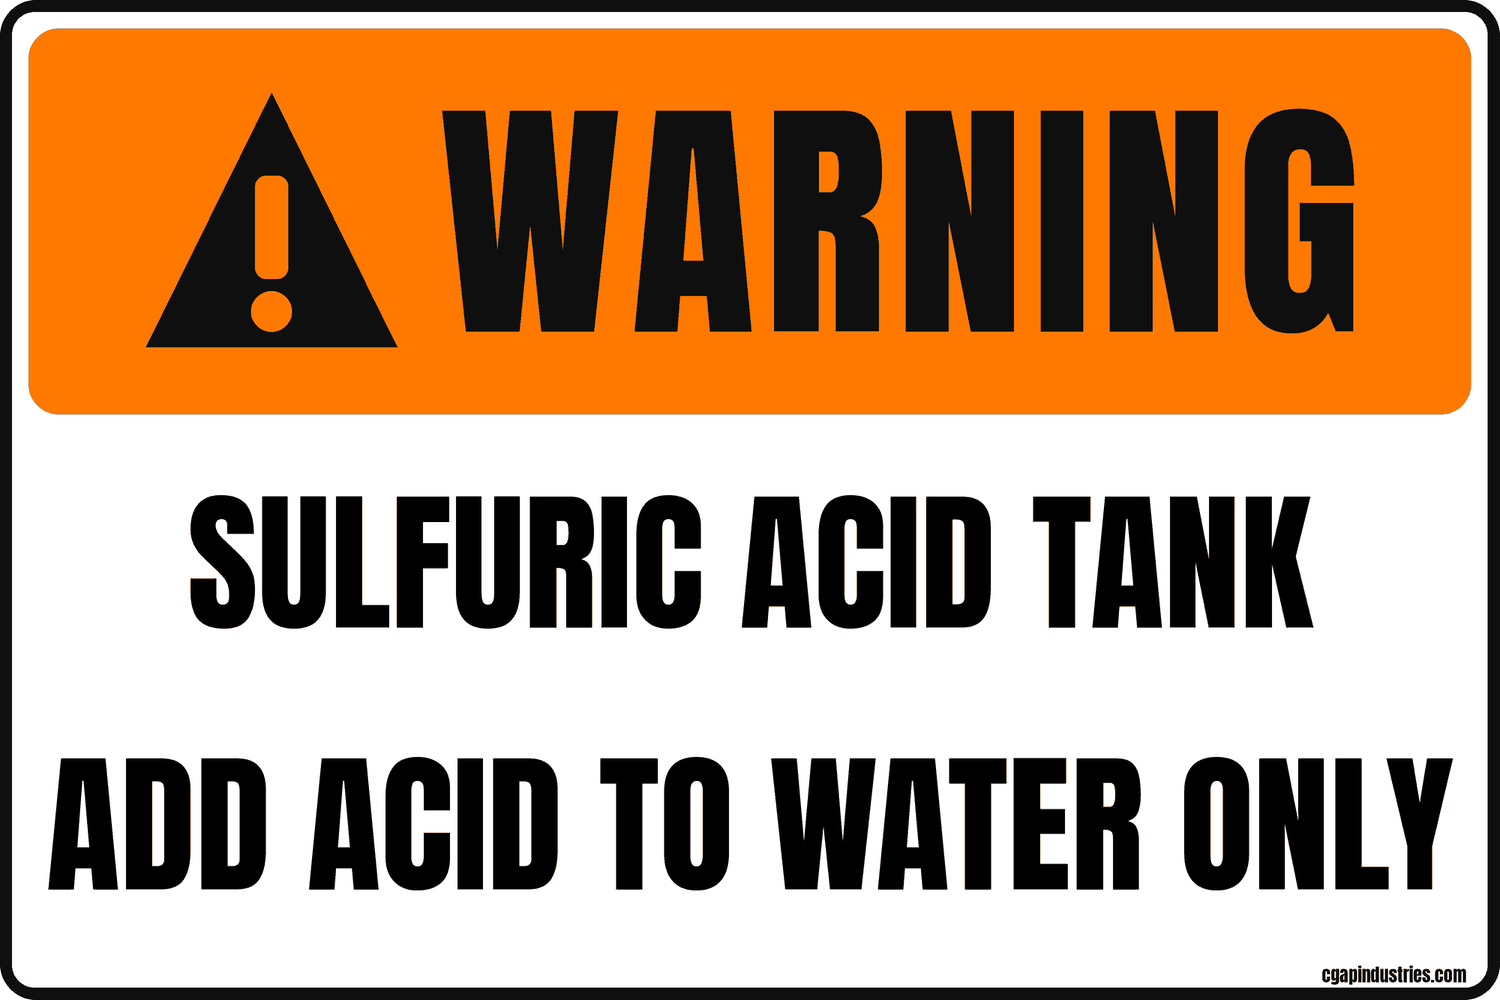 WARNING
SULFURIC ACID TANK
ADD ACID TO WATER ONLY
cgapindustries.com